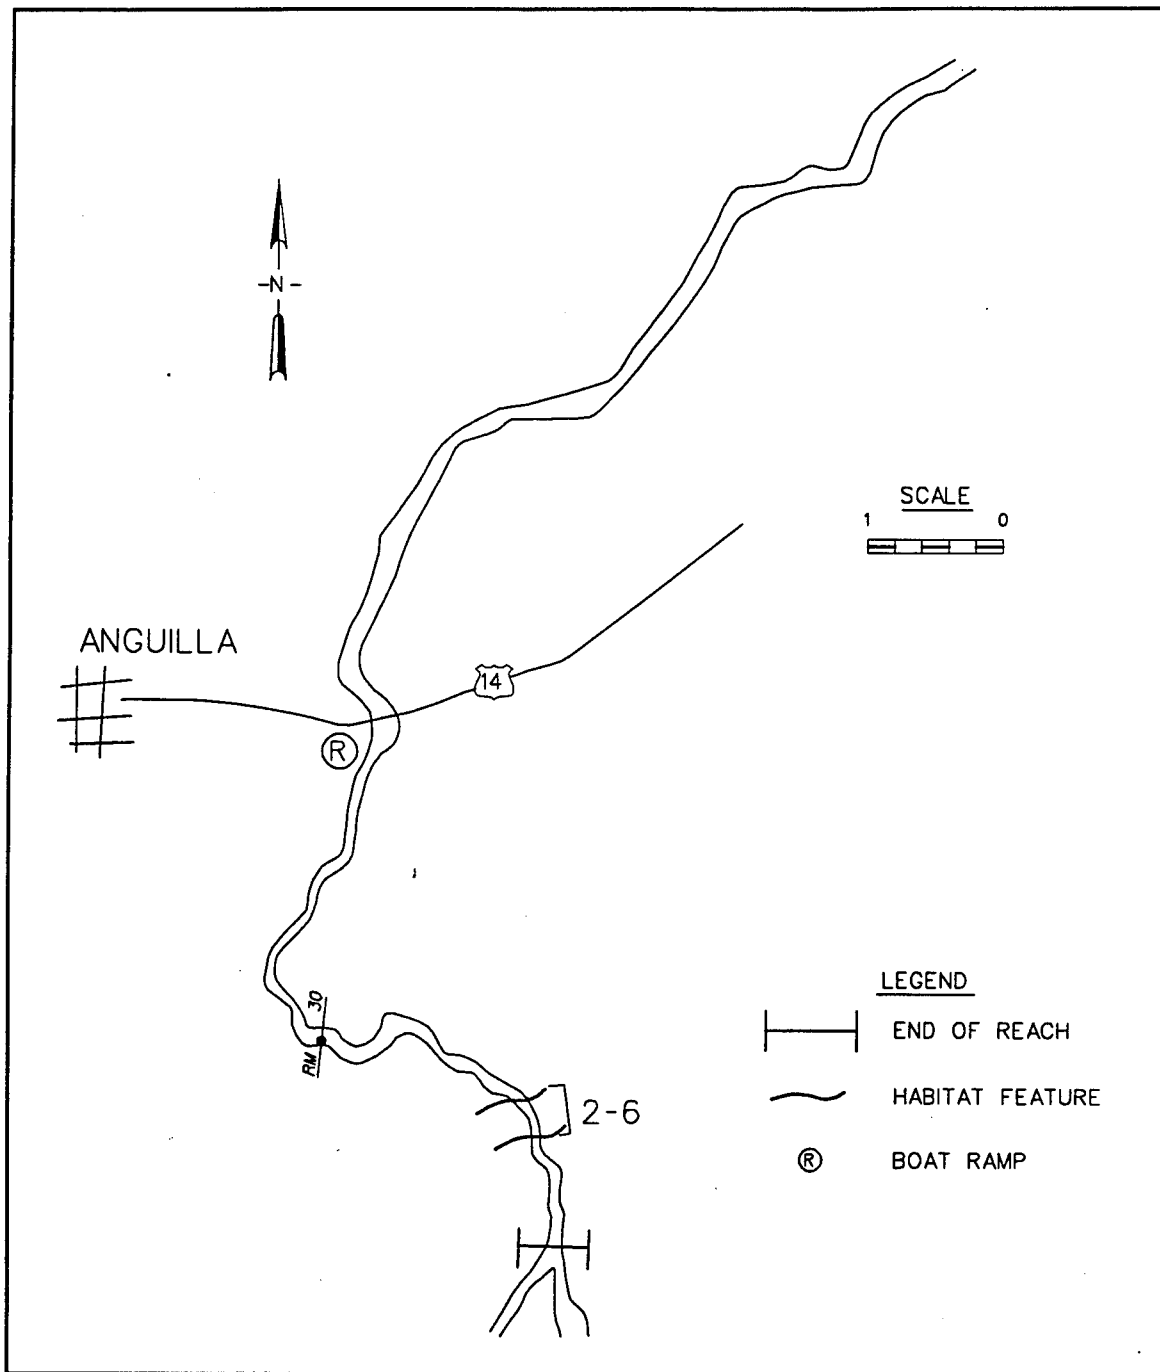 -N-
SCALE
1 0
ANGUILLA
14
R
LEGEND
30
RM
END OF REACH
HABITAT FEATURE
2-6
R BOAT RAMP